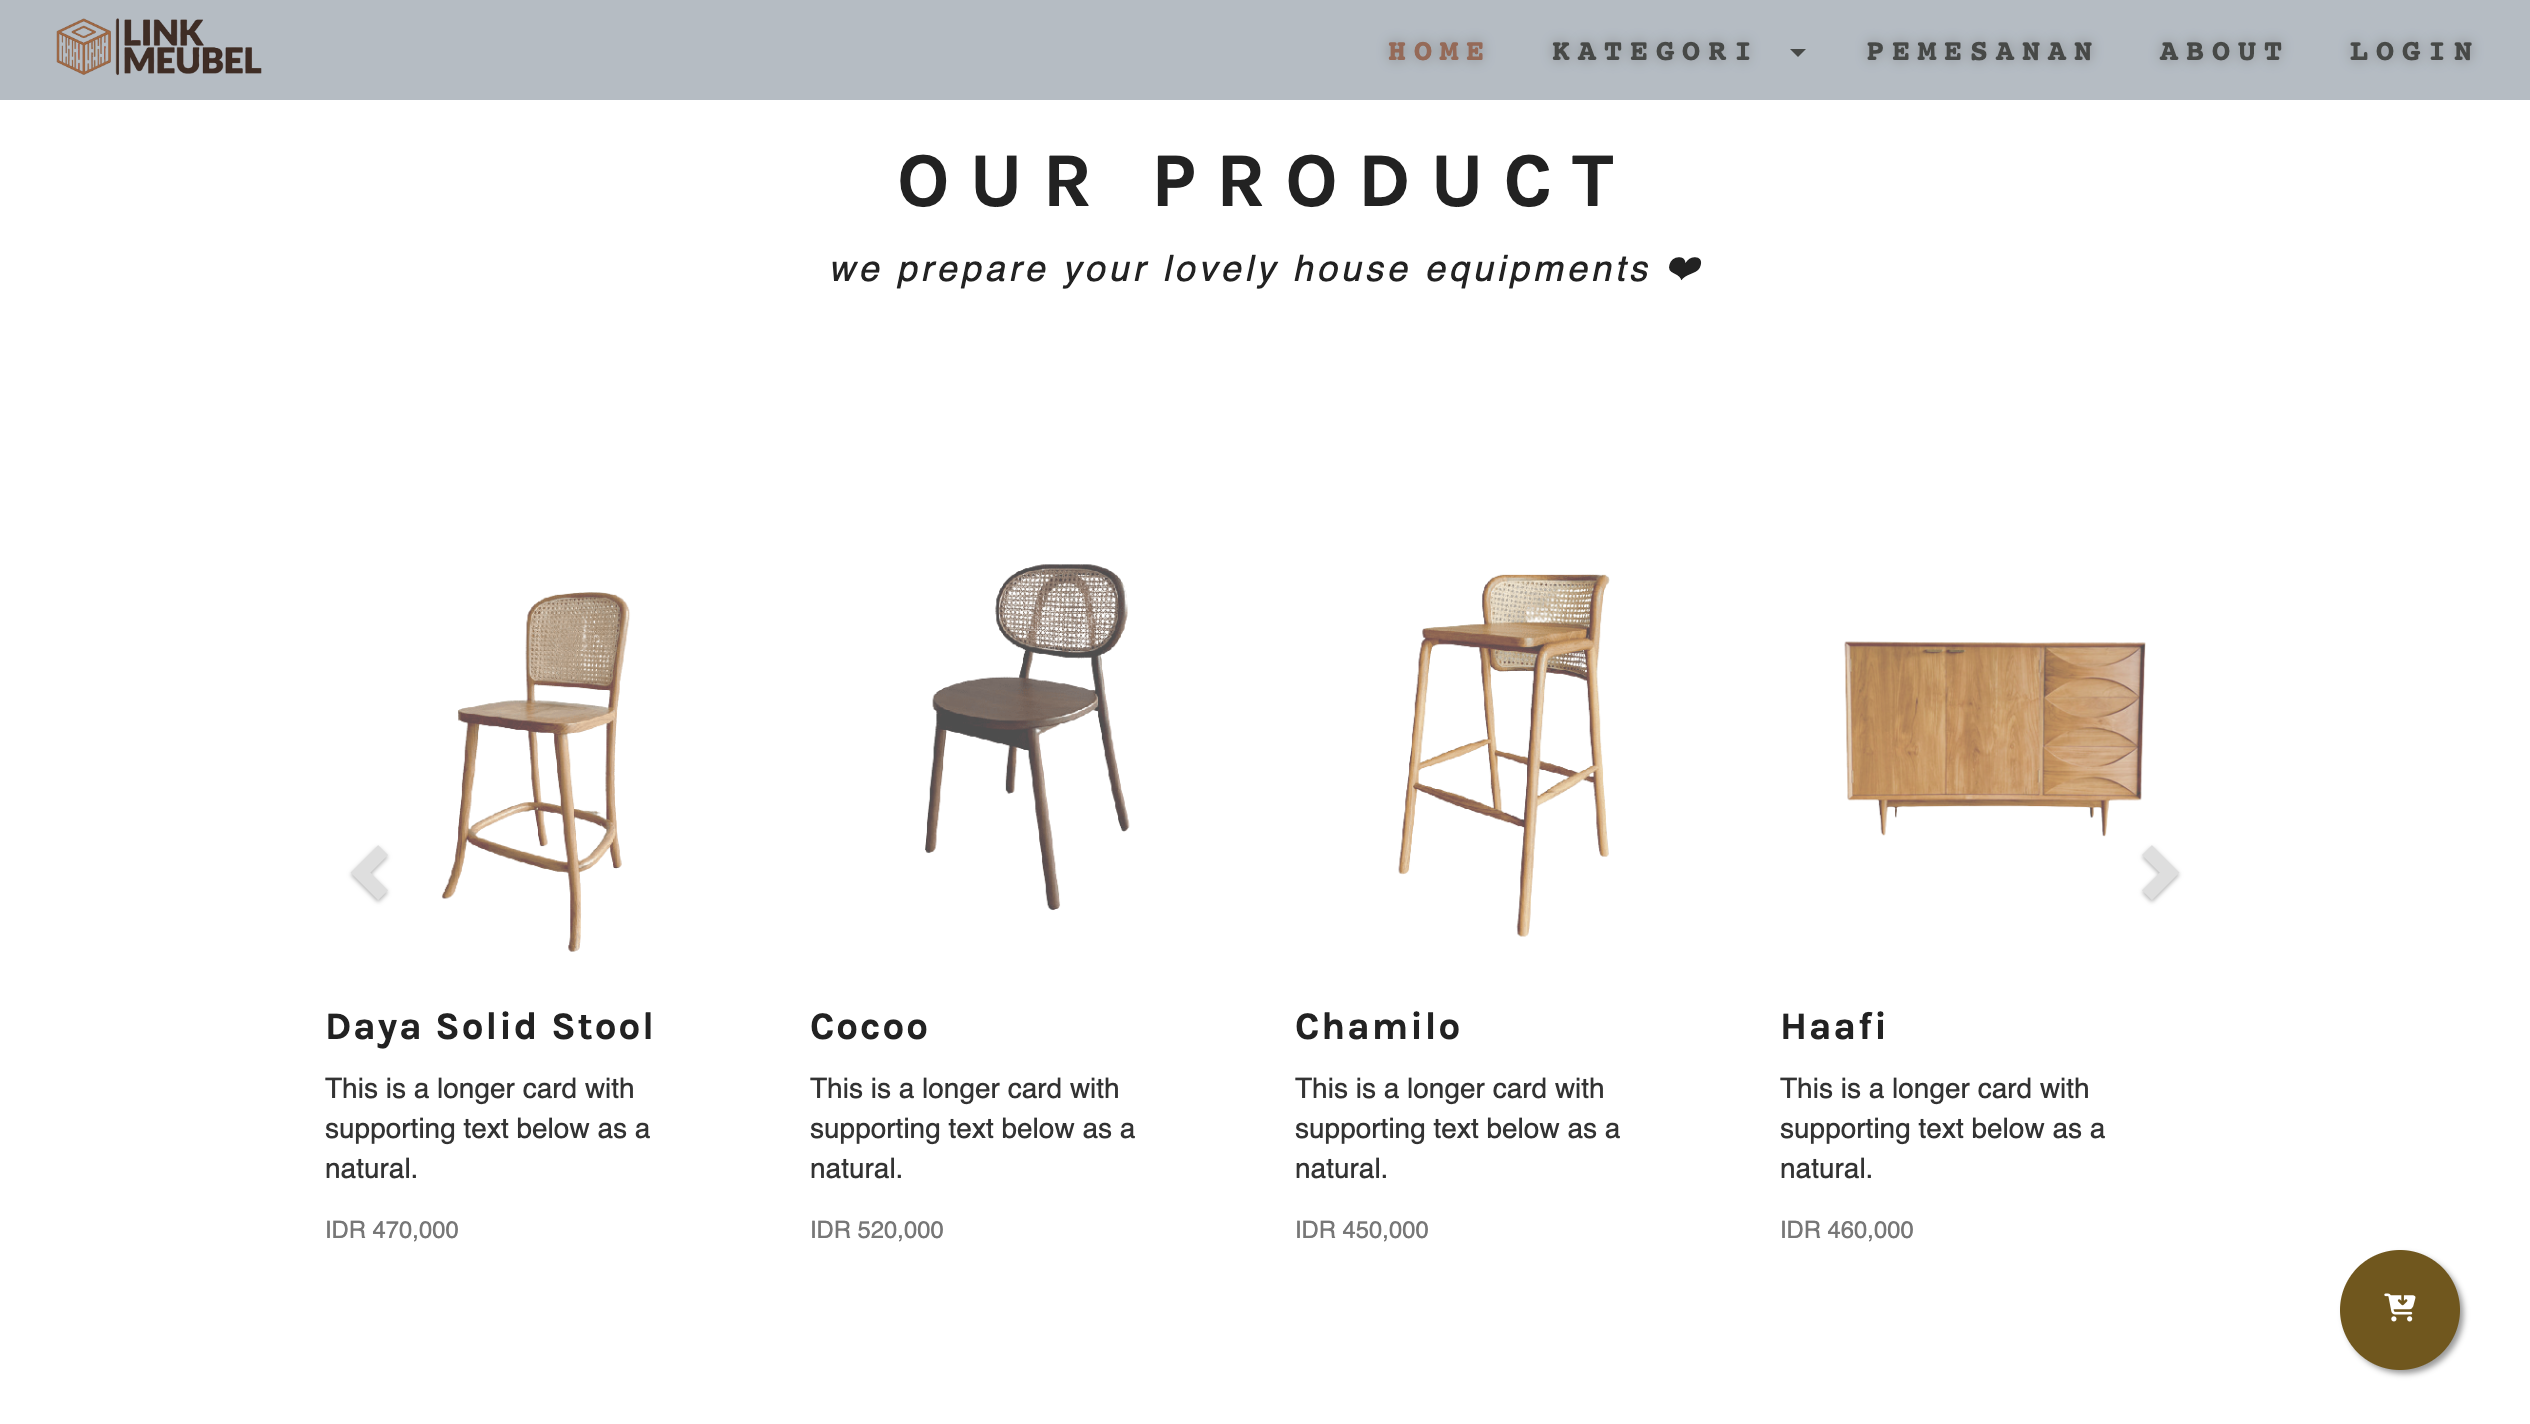 LINK
MEUBEL
HOME KATEGORI PEMESANAN ABOUT LOGIN
OUR PRODUCT
we prepare your lovely house equipments ❤
Daya Solid Stool
This is a longer card with
supporting text below as a
natural.
IDR 470,000
Cocoo
This is a longer card with
supporting text below as a
natural.
IDR 520,000
Chamilo
This is a longer card with
supporting text below as a
natural.
IDR 450,000
Haafi
This is a longer card with
supporting text below as a
natural.
IDR 460,000